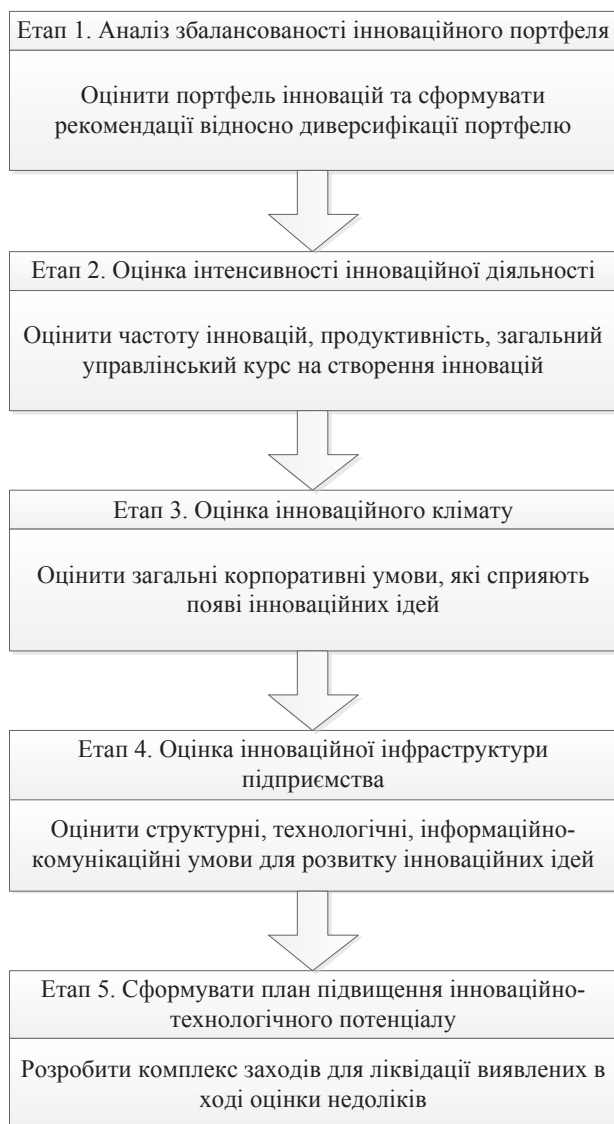 Етап 1. Аналіз збалансованості інноваційного портфеля
Оцінити портфель інновацій та сформувати
рекомендації відносно диверсифікації портфелю
Етап 2. Оцінка інтенсивності інноваційної діяльності
Оцінити частоту інновацій, продуктивність, загальний
управлінський курс на створення інновацій
Етап 3. Оцінка інноваційного клімату
Оцінити загальні корпоративні умови, які сприяють
появі інноваційних ідей
Етап 4. Оцінка інноваційної інфраструктури
підприємства
Оцінити структурні, технологічні, інформаційно-
комунікаційні умови для розвитку інноваційних ідей
Етап 5. Сформувати план підвищення інноваційно-
технологічного потенціалу
Розробити комплекс заходів для ліквідації виявлених в
ході оцінки недоліків